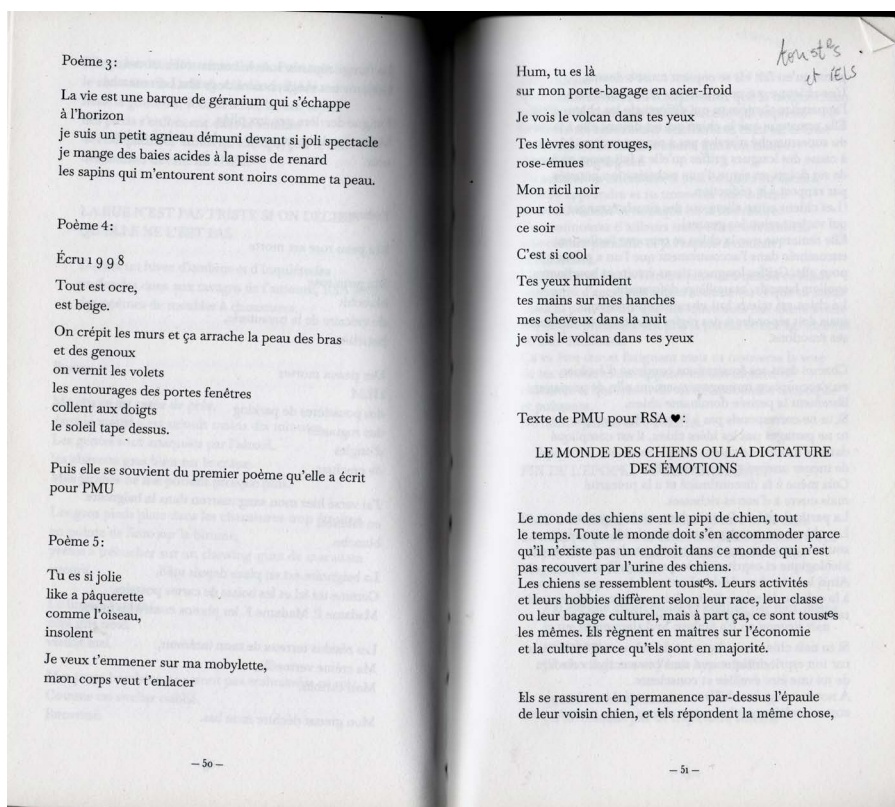 Poème 3 :
La vie est une barque de géranium qui s'échappe
à l'horizon
je suis un petit agneau démuni devant si joli spectacle
je mange des baies acides à la pisse de renard
les sapins qui m'entourent sont noirs comme ta peau.
Poème 4 :
Écru 1 9 9 8
Tout est ocre,
est beige.
On crépit les murs et ça arrache la peau des bras
et des genoux
on vernit les volets
les entourages des portes fenêtres
collent aux doigts
le soleil tape dessus.
Puis elle se souvient du premier poème qu'elle a écrit
pour PMU
Poème 5 :
Tu es si jolie
like a pâquerette
comme l'oiseau,
insolent
Je veux t'emmener sur ma mobylette,
mæn corps veut t'enlacer
— 50 —
toustes
et iELS
Hum, tu es là
sur mon porte-bagage en acier-froid
Je vois le volcan dans tes yeux
Tes lèvres sont rouges,
rose-émues
Mon ricil noir
pour toi
ce soir
C'est si cool
Tes yeux humident
tes mains sur mes hanches
mes cheveux dans la nuit
je vois le volcan dans tes yeux
Texte de PMU pour RSA ♥ :
LE MONDE DES CHIENS OU LA DICTATURE
DES ÉMOTIONS
Le monde des chiens sent le pipi de chien, tout
le temps. Toute le monde doit s'en accommoder parce
qu'il n'existe pas un endroit dans ce monde qui n'est
pas recouvert par l'urine des chiens.
Les chiens se ressemblent toustes. Leurs activités
et leurs hobbies diffèrent selon leur race, leur classe
ou leur bagage culturel, mais à part ça, ce sont toustes
les mêmes. Iels règnent en maîtres sur l'économie
et la culture parce qu'iels sont en majorité.
Iels se rassurent en permanence par-dessus l'épaule
de leur voisin chien, et iels répondent la même chose,
— 51 —